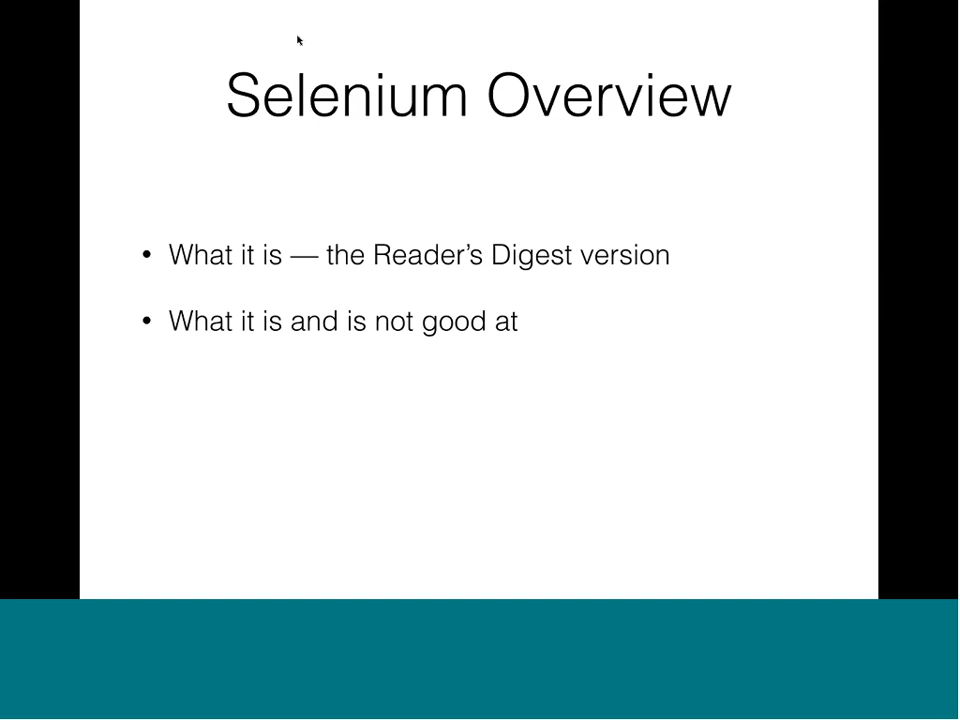 Selenium Overview
• What it is — the Reader’s Digest version
• What it is and is not good at